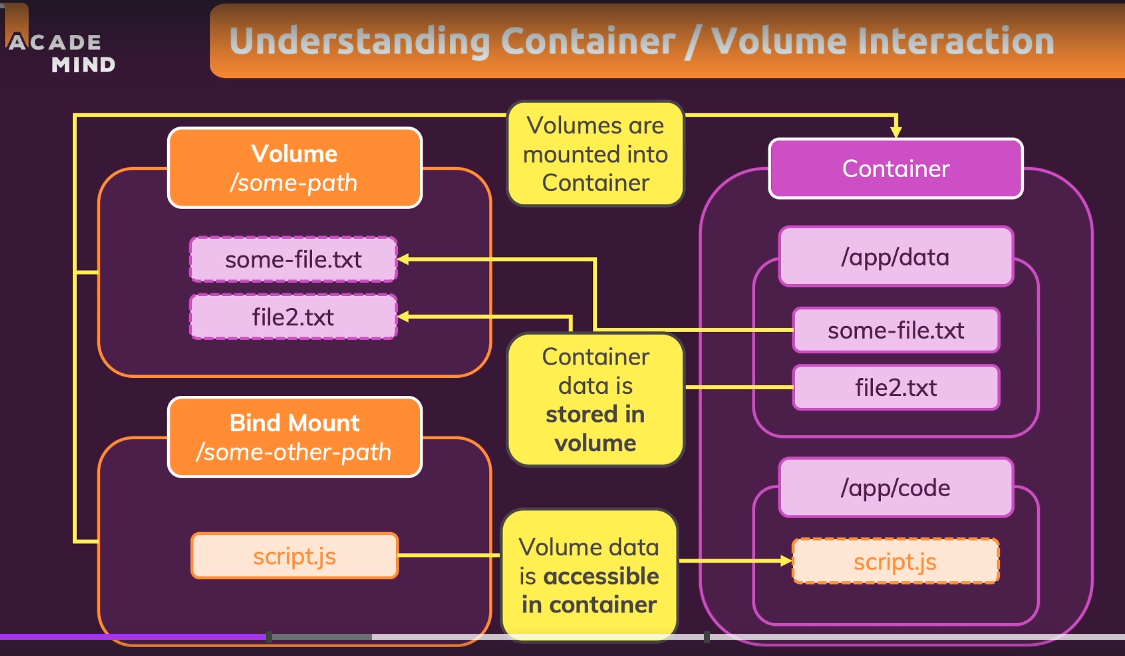 ACADE
MIND
Understanding Container / Volume Interaction
Volume
/some-path
some-file.txt
file2.txt
Bind Mount
/some-other-path
script.js
Volumes are
mounted into
Container
Container
data is
stored in
volume
Volume data
is accessible
in container
Container
/app/data
some-file.txt
file2.txt
/app/code
script.js